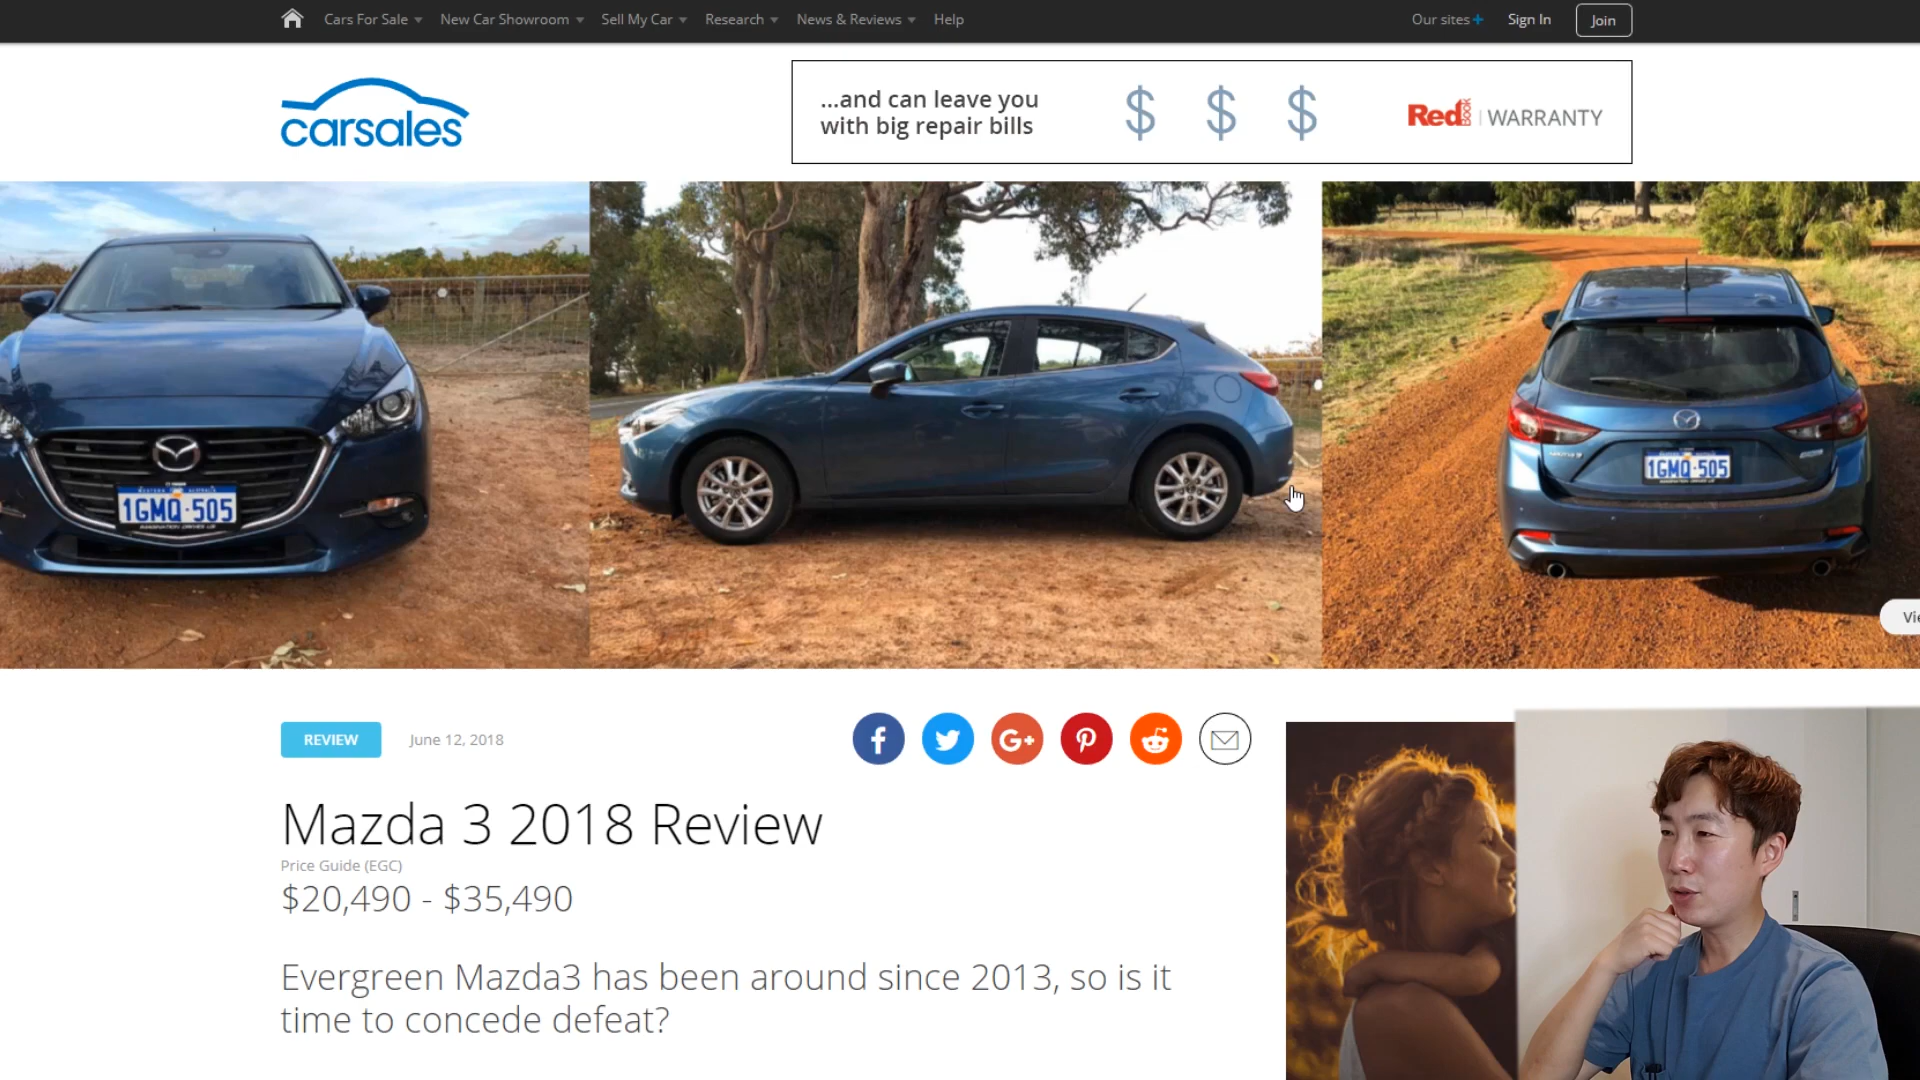 Cars For Sale
New Car Showroom
Sell My Car
Research
News & Reviews
Help
Our sites+
Sign In
Join
carsales
...and can leave you
with big repair bills
$ $ $
RedBook | WARRANTY
1GMQ·505
1GMQ·505
REVIEW
June 12, 2018
Mazda 3 2018 Review
Price Guide (EGC)
$20,490 - $35,490
Evergreen Mazda3 has been around since 2013, so is it
time to concede defeat?